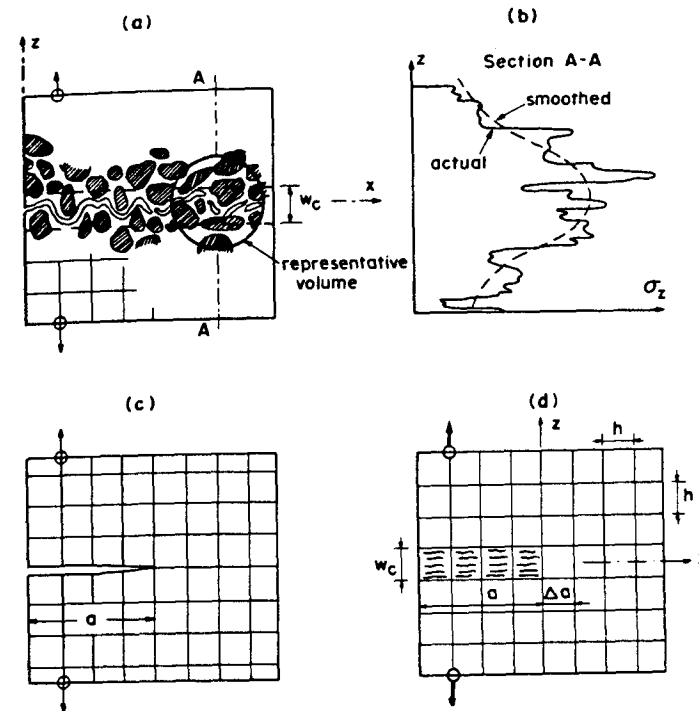 (a)
z
A
w_c
x
representative
volume
A
(b)
z
Section A-A
smoothed
actual
σ_z
(c)
a
(d)
z
h
h
w_c
a
Δa